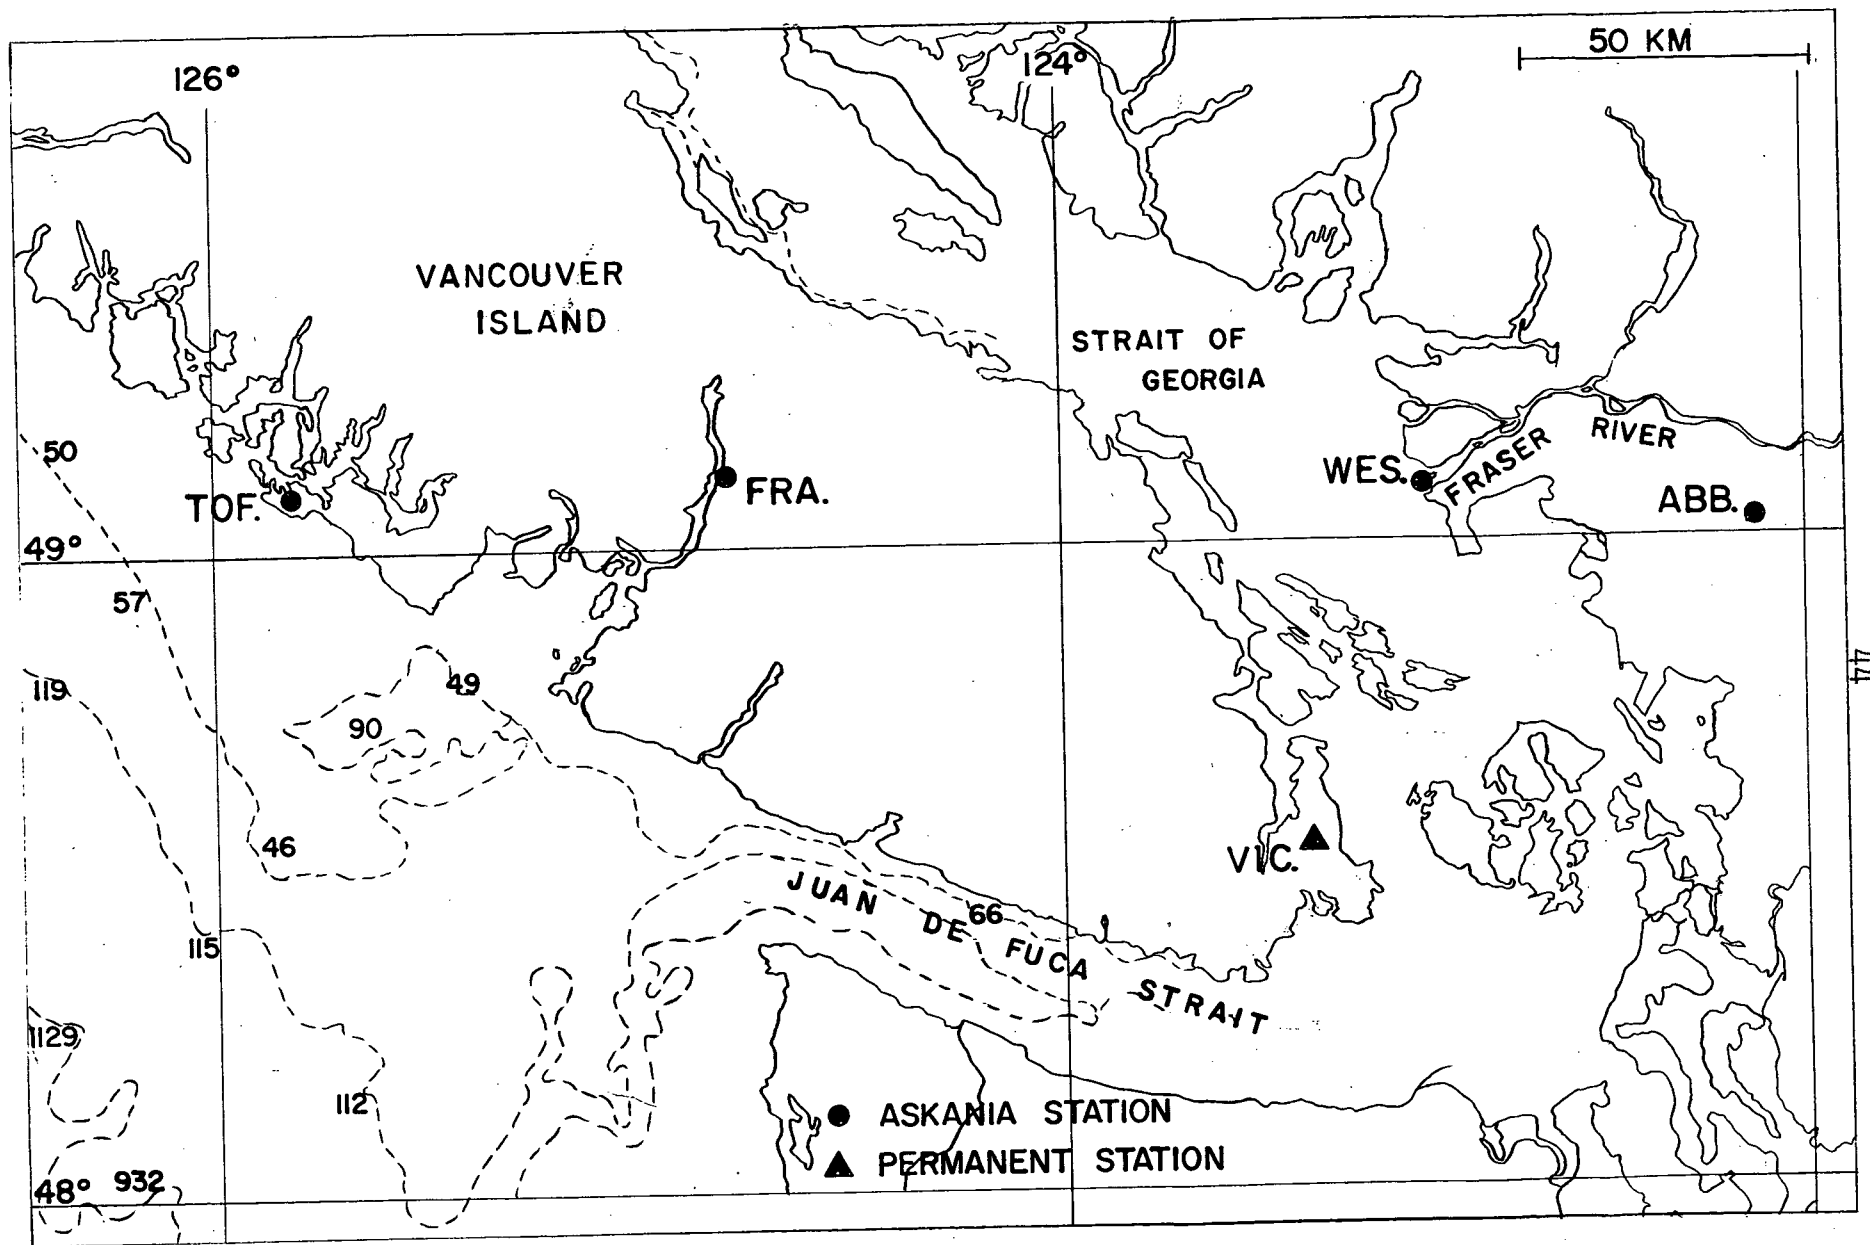 50 KM
126°
124°
VANCOUVER
ISLAND
STRAIT OF
GEORGIA
50
RIVER
FRASER
WES.
FRA.
TOF.
ABB.
49°
57
44
119
49
90
46
VIC.
JUAN DE FUCA STRAIT
66
115
1129
112
ASKANIA STATION
PERMANENT STATION
48°
932